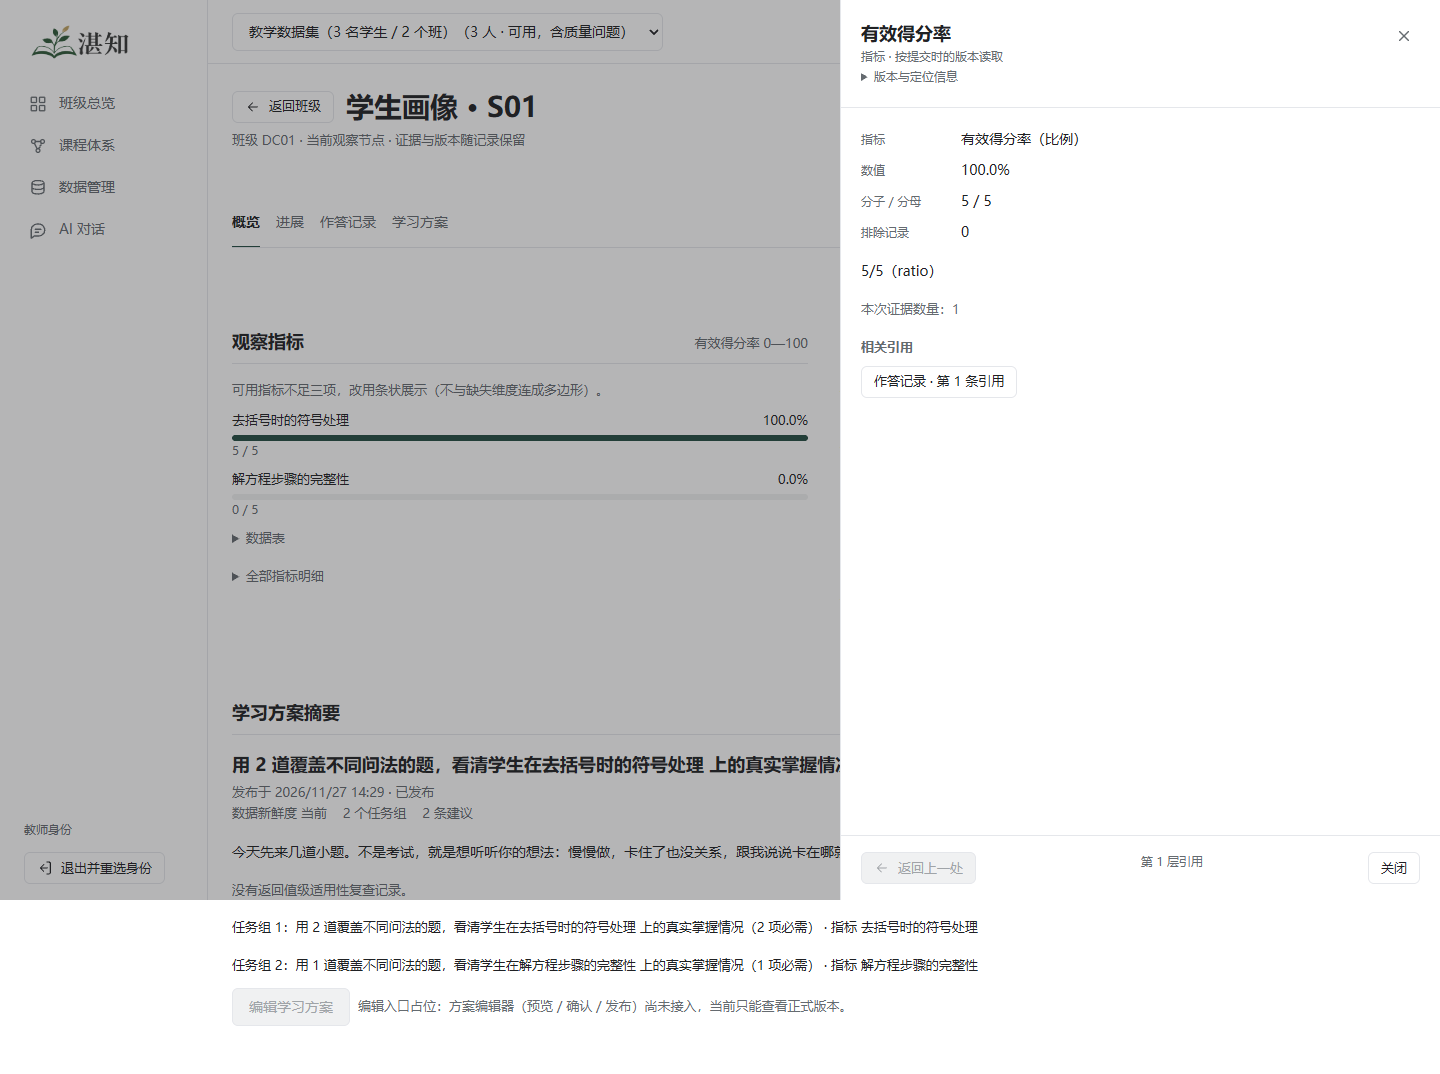 湛知
班级总览
课程体系
数据管理
AI 对话
教师身份
退出并重选身份
教学数据集（3 名学生 / 2 个班）（3 人 · 可用，含质量问题）
返回班级
学生画像 • S01
班级 DC01 · 当前观察节点 · 证据与版本随记录保留
概览 进展 作答记录 学习方案
观察指标 有效得分率 0—100
可用指标不足三项，改用条状展示（不与缺失维度连成多边形）。
去括号时的符号处理 100.0%
5 / 5
解方程步骤的完整性 0.0%
0 / 5
数据表
全部指标明细
学习方案摘要
用 2 道覆盖不同问法的题，看清学生在去括号时的符号处理 上的真实掌握情
发布于 2026/11/27 14:29 · 已发布
数据新鲜度 当前 2 个任务组 2 条建议
今天先来几道小题。不是考试，就是想听听你的想法：慢慢做，卡住了也没关系，跟我说说卡在哪
没有返回值级适用性复查记录。
任务组 1：用 2 道覆盖不同问法的题，看清学生在去括号时的符号处理 上的真实掌握情况（2 项必需） · 指标 去括号时的符号处理
任务组 2：用 1 道覆盖不同问法的题，看清学生在解方程步骤的完整性 上的真实掌握情况（1 项必需） · 指标 解方程步骤的完整性
编辑学习方案 编辑入口占位：方案编辑器（预览 / 确认 / 发布）尚未接入，当前只能查看正式版本。
有效得分率
指标 · 按提交时的版本读取
版本与定位信息
指标 有效得分率（比例）
数值 100.0%
分子 / 分母 5 / 5
排除记录 0
5/5（ratio）
本次证据数量：1
相关引用
作答记录 · 第 1 条引用
返回上一处 第 1 层引用 关闭